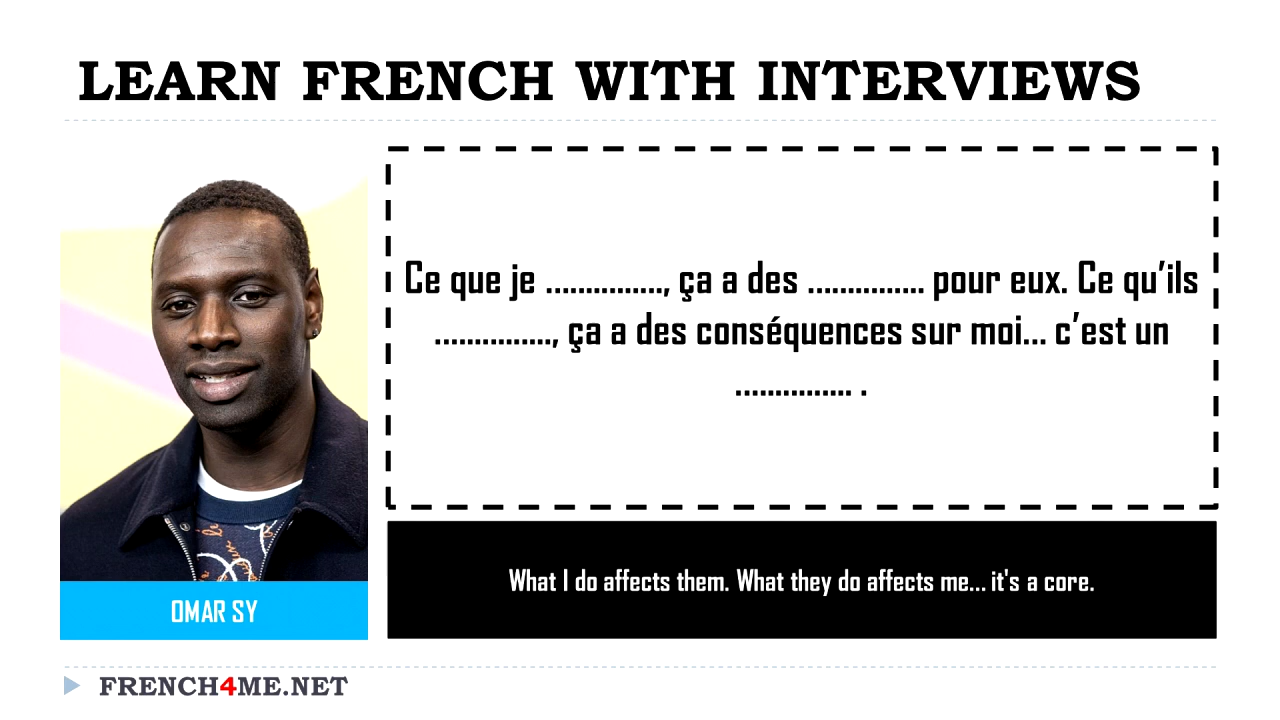 LEARN FRENCH WITH INTERVIEWS
Ce que je ..............., ça a des ............... pour eux. Ce qu’ils
..............., ça a des conséquences sur moi... c’est un
............... .
What I do affects them. What they do affects me... it's a core.
OMAR SY
FRENCH4ME.NET